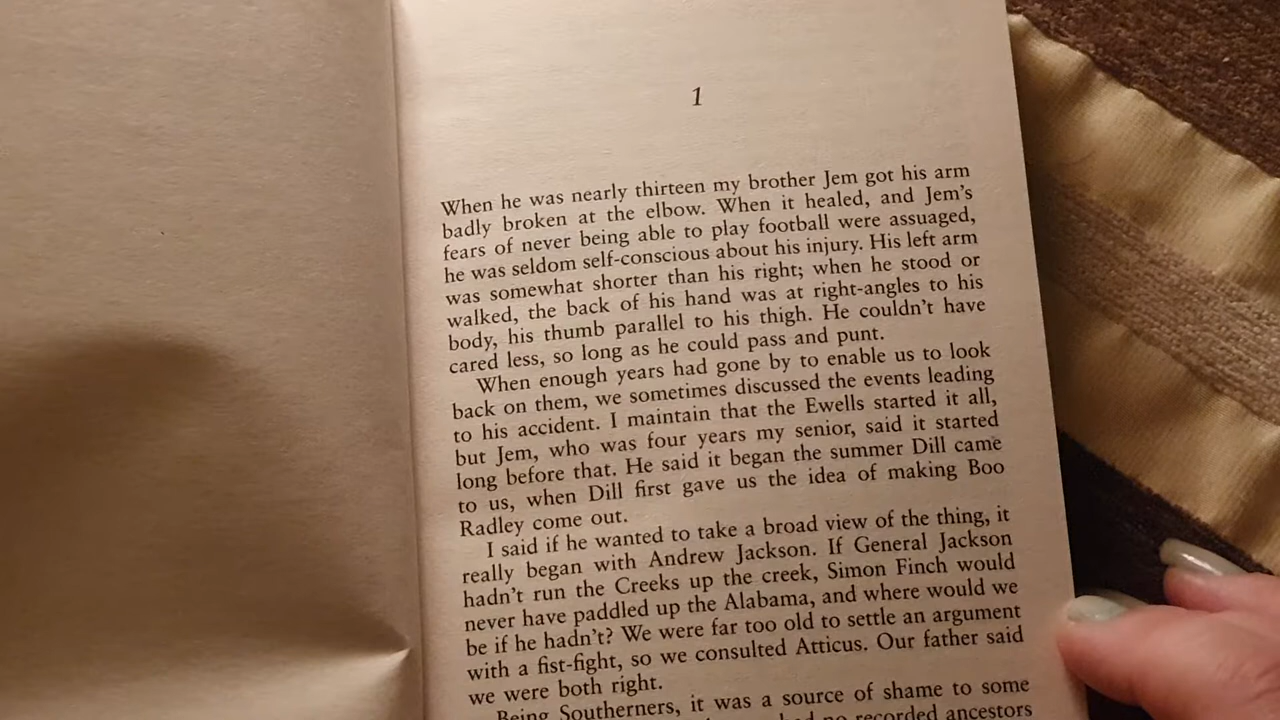 1
When he was nearly thirteen my brother Jem got his arm
badly broken at the elbow. When it healed, and Jem's
fears of never being able to play football were assuaged,
he was seldom self-conscious about his injury. His left arm
was somewhat shorter than his right; when he stood or
walked, the back of his hand was at right-angles to his
body, his thumb parallel to his thigh. He couldn't have
cared less, so long as he could pass and punt.
When enough years had gone by to enable us to look
back on them, we sometimes discussed the events leading
to his accident. I maintain that the Ewells started it all,
but Jem, who was four years my senior, said it started
long before that. He said it began the summer Dill came
to us, when Dill first gave us the idea of making Boo
Radley come out.
I said if he wanted to take a broad view of the thing, it
really began with Andrew Jackson. If General Jackson
hadn't run the Creeks up the creek, Simon Finch would
never have paddled up the Alabama, and where would we
be if he hadn't? We were far too old to settle an argument
with a fist-fight, so we consulted Atticus. Our father said
we were both right.
Being Southerners, it was a source of shame to some
no recorded ancestors